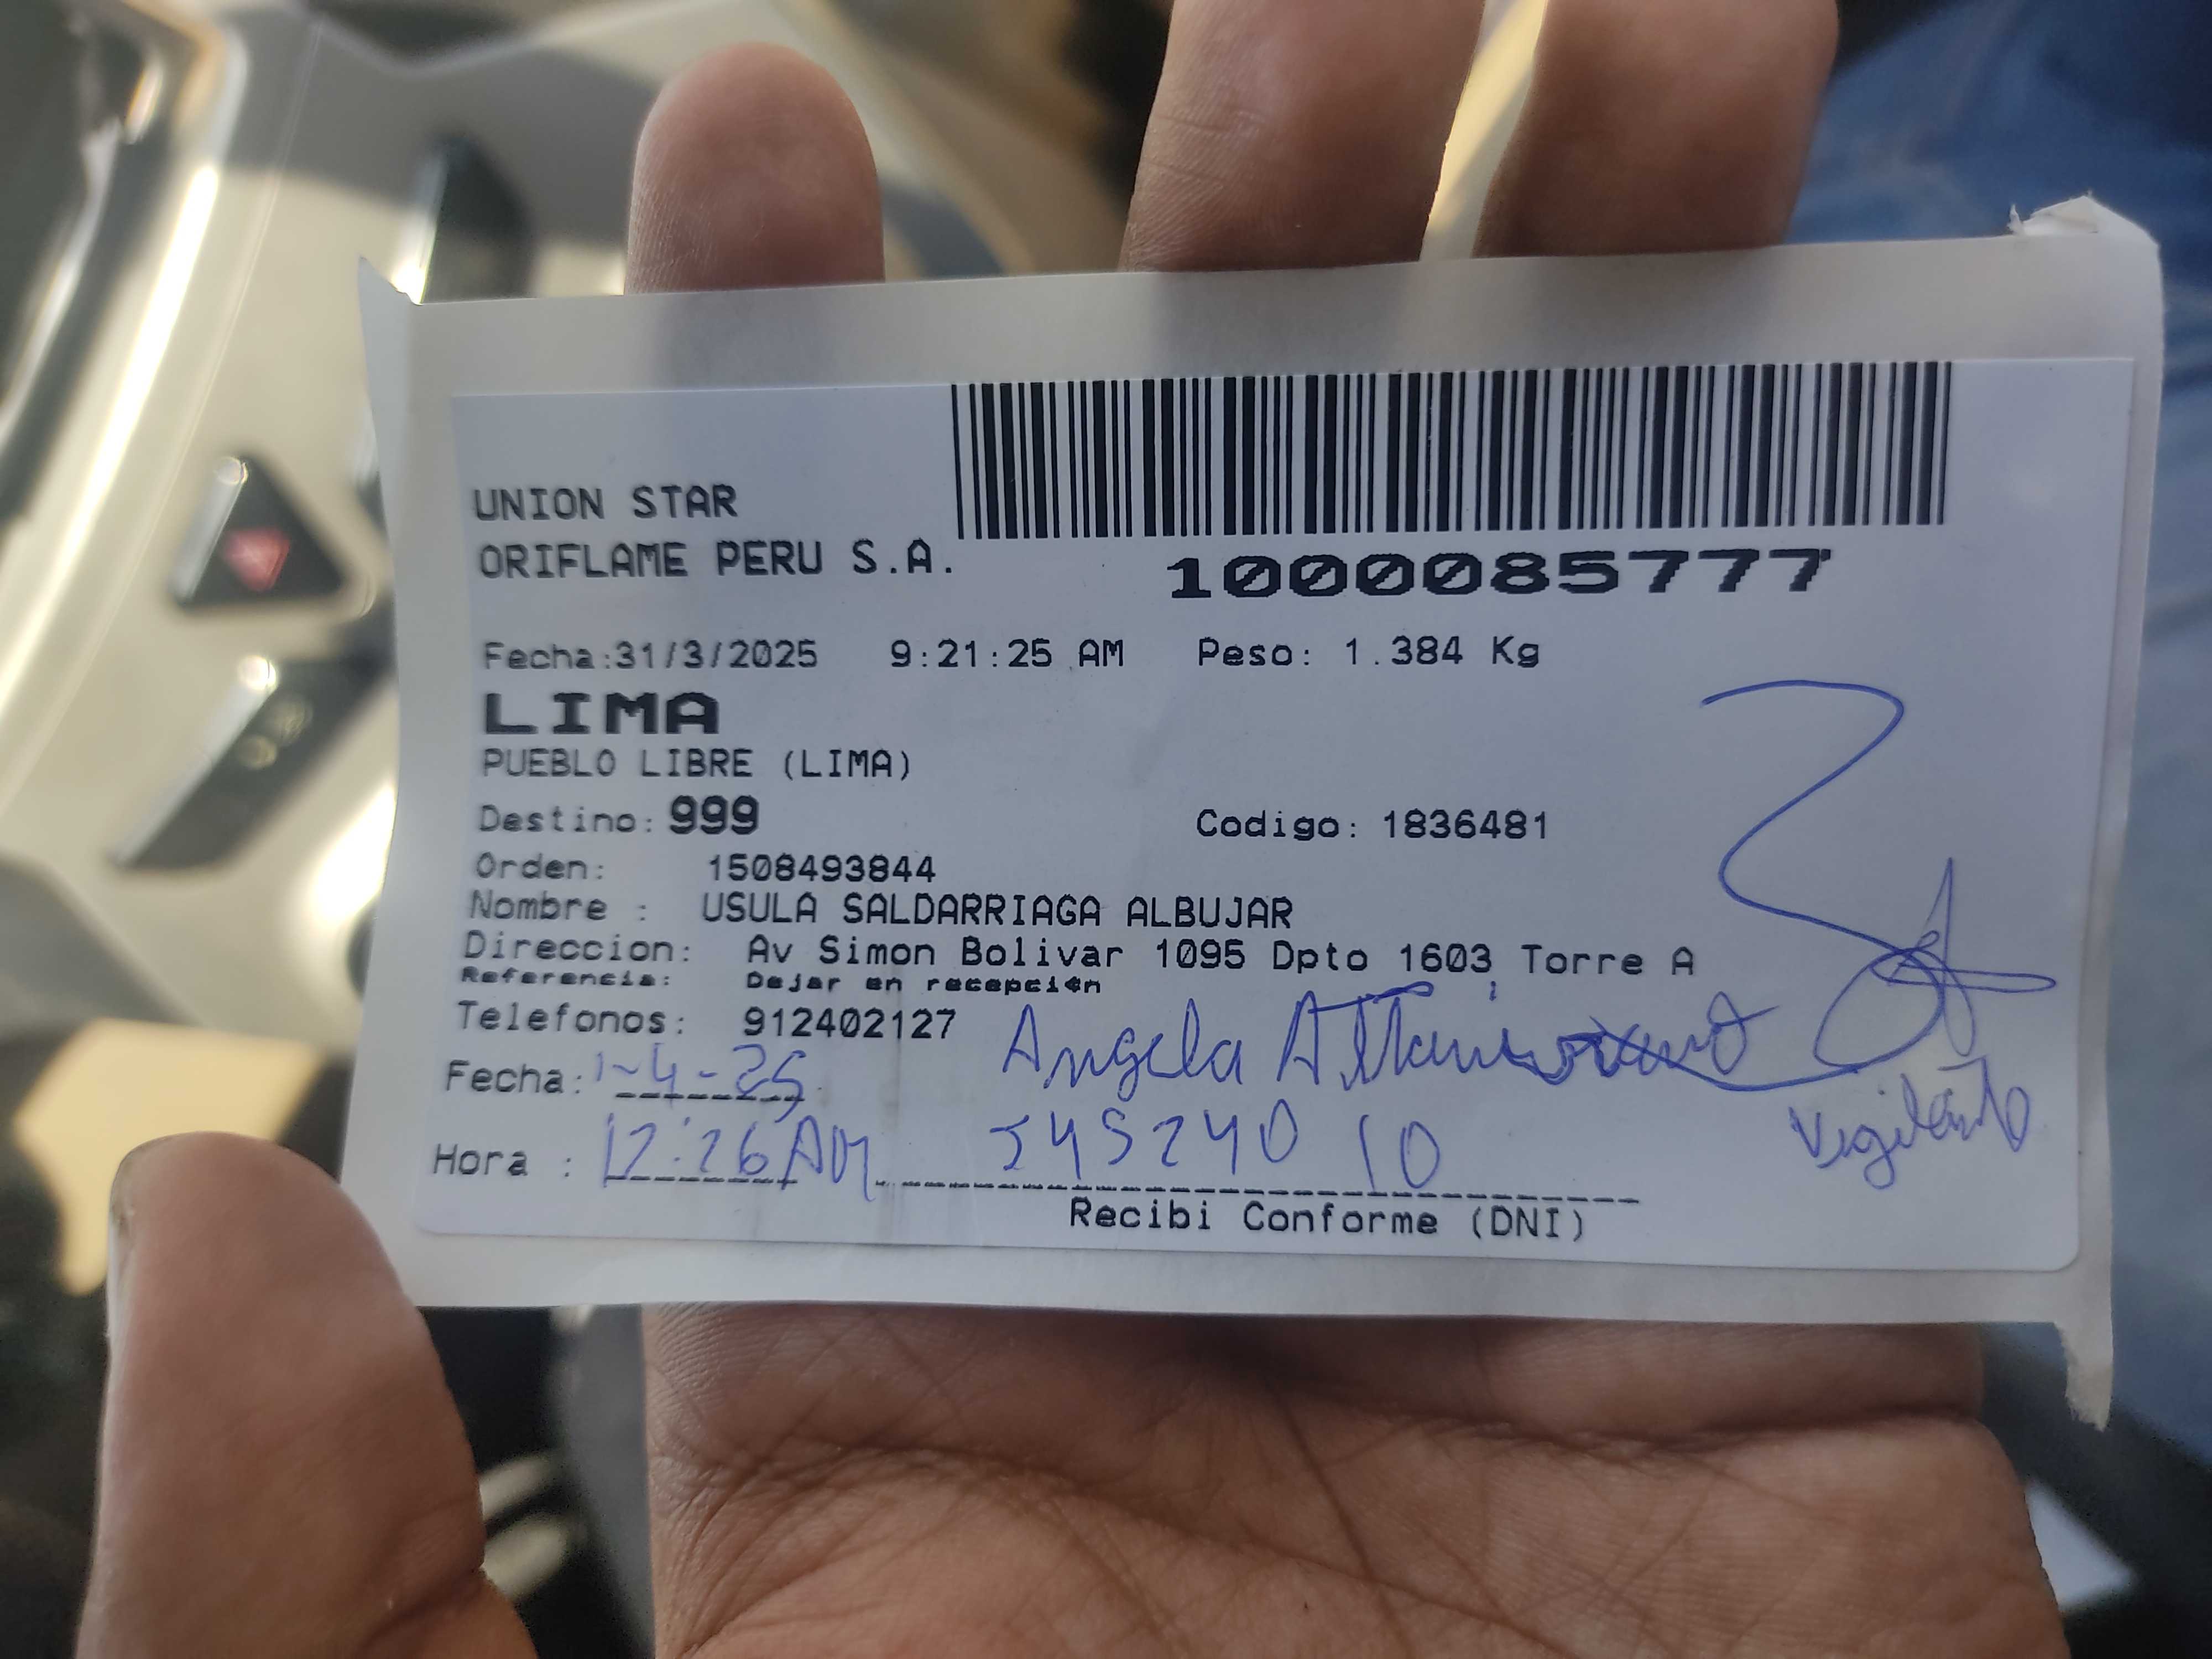 UNION STAR
ORIFLAME PERU S.A.
1000085777
Fecha:31/3/2025 9:21:25 AM Peso: 1.384 Kg
LIMA
PUEBLO LIBRE (LIMA)
Destino: 999 Codigo: 1836481
Orden: 1508493844
Nombre : USULA SALDARRIAGA ALBUJAR
Direccion: Av Simon Bolivar 1095 Dpto 1603 Torre A
Referencia: Dejar en recepción
Telefonos: 912402127
Angela
Fecha: 1-4-25
Vigilante
Hora : 12:26 AM
Recibi Conforme (DNI)